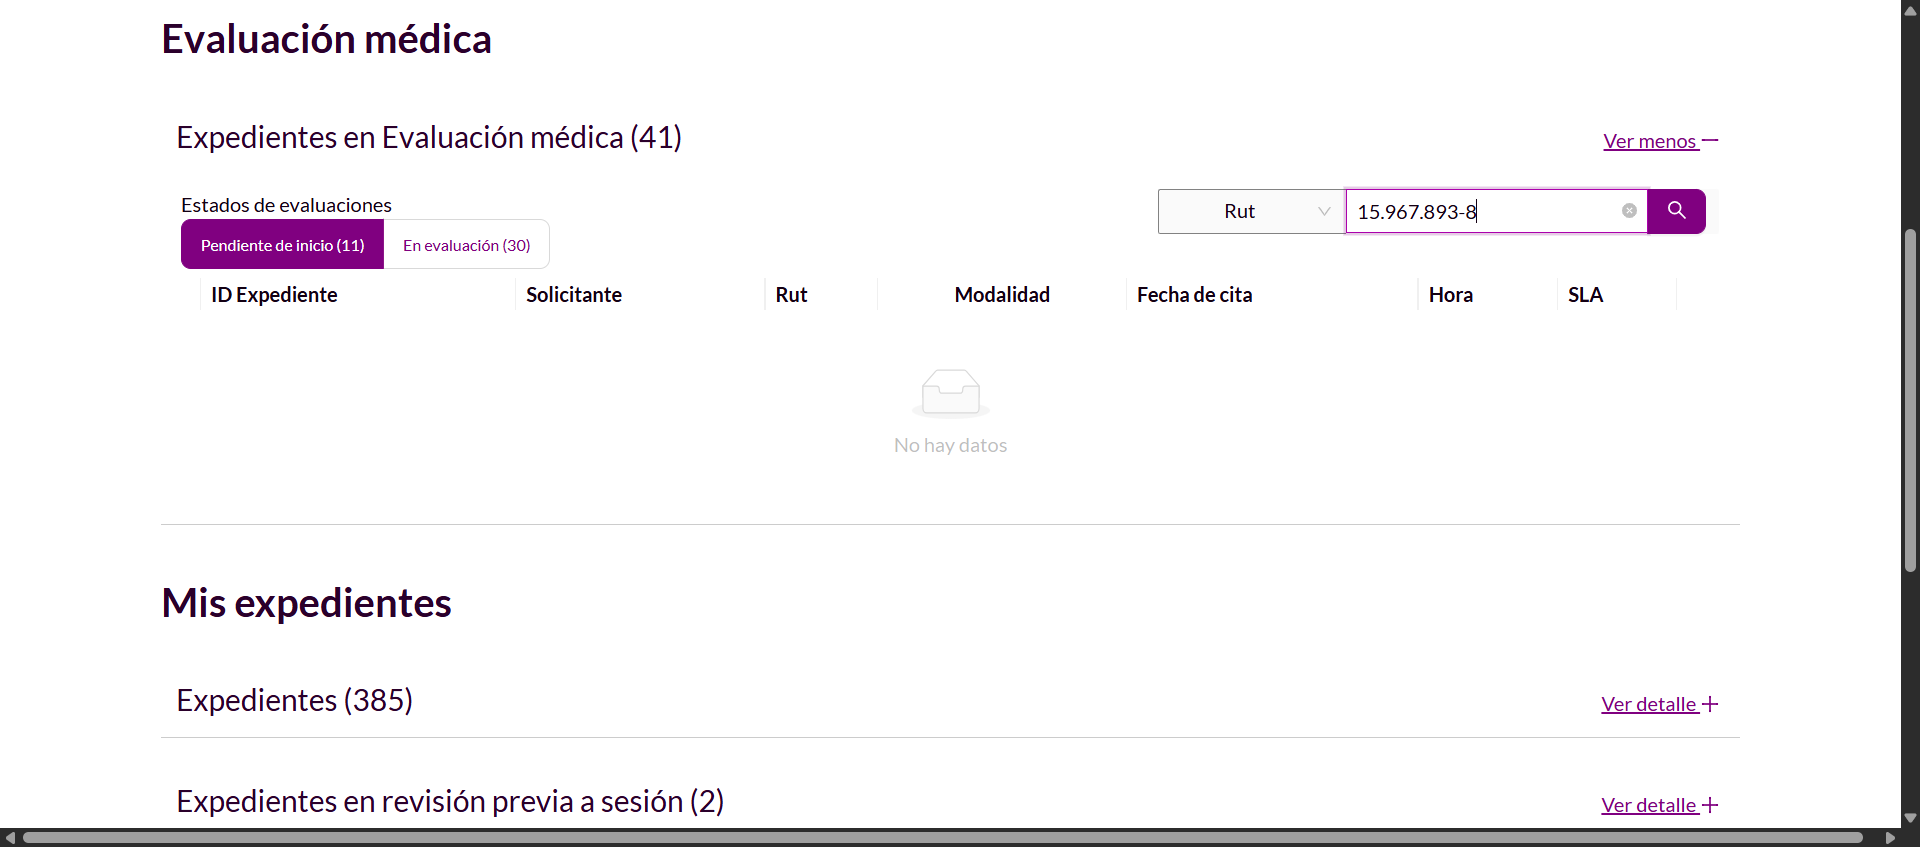 Evaluación médica
Expedientes en Evaluación médica (41)
Ver menos
Estados de evaluaciones
Pendiente de inicio (11)
En evaluación (30)
Rut
15.967.893-8
ID Expediente
Solicitante
Rut
Modalidad
Fecha de cita
Hora
SLA
No hay datos
Mis expedientes
Expedientes (385)
Ver detalle
Expedientes en revisión previa a sesión (2)
Ver detalle